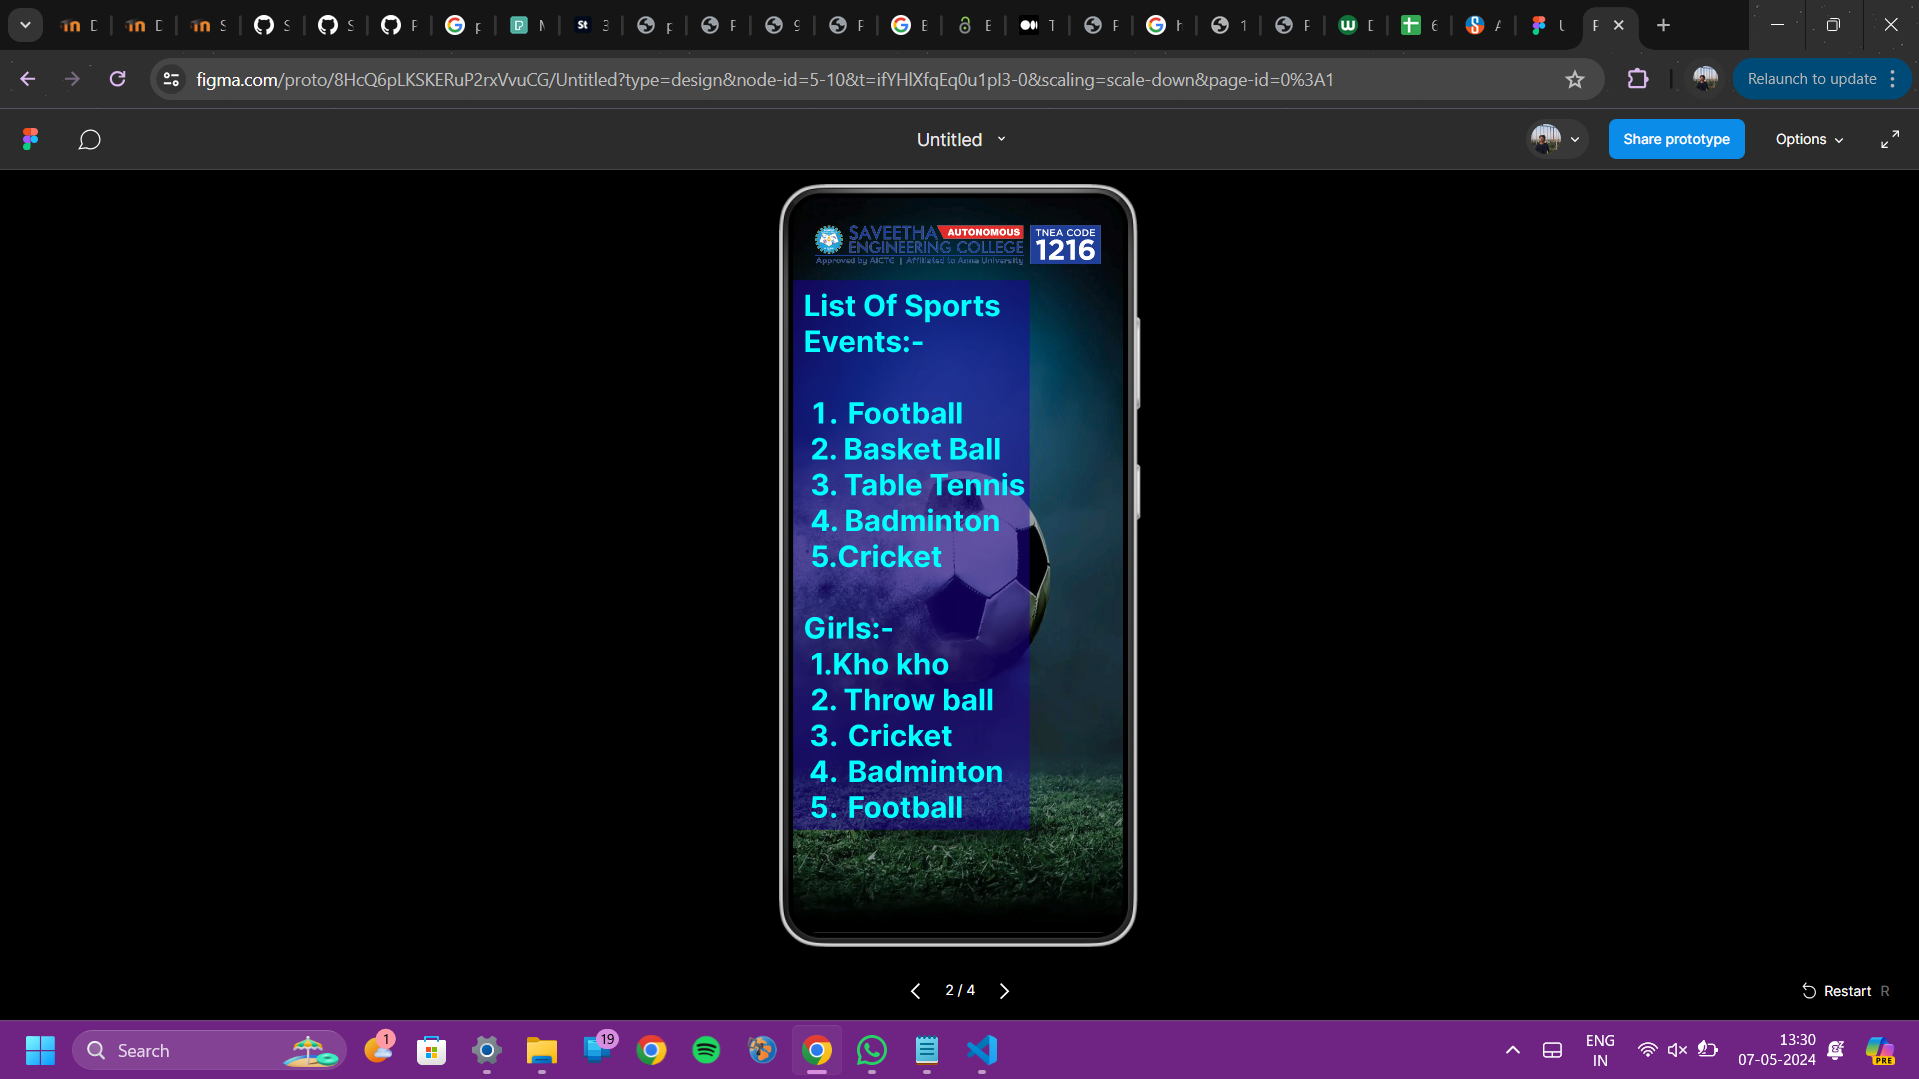 figma.com/proto/8HcQ6pLKSKERuP2rxVvuCG/Untitled?type=design&node-id=5-10&t=ifYHlXfqEq0u1pI3-0&scaling=scale-down&page-id=0%3A1
Relaunch to update
Untitled
Share prototype
Options
SAVEETHA AUTONOMOUS
ENGINEERING COLLEGE
Approved by AICTE | Affiliated to Anna University
TNEA CODE
1216
List Of Sports
Events:-
1. Football
2. Basket Ball
3. Table Tennis
4. Badminton
5.Cricket
Girls:-
1.Kho kho
2. Throw ball
3. Cricket
4. Badminton
5. Football
2 / 4
Restart R
Search
1
19
ENG
IN
13:30
07-05-2024
PRE